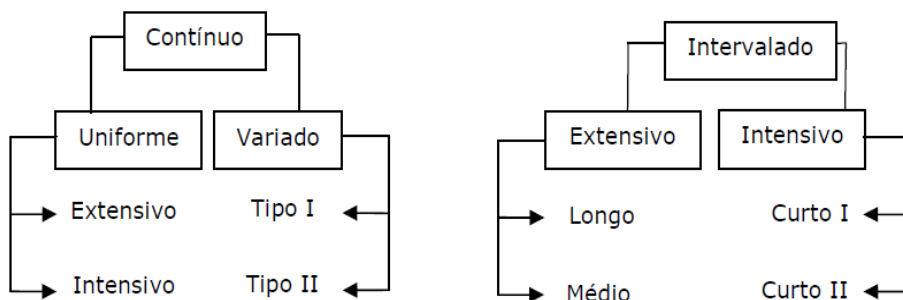 Contínuo
Uniforme
Variado
Extensivo
Tipo I
Intensivo
Tipo II
Intervalado
Extensivo
Intensivo
Longo
Curto I
Médio
Curto II